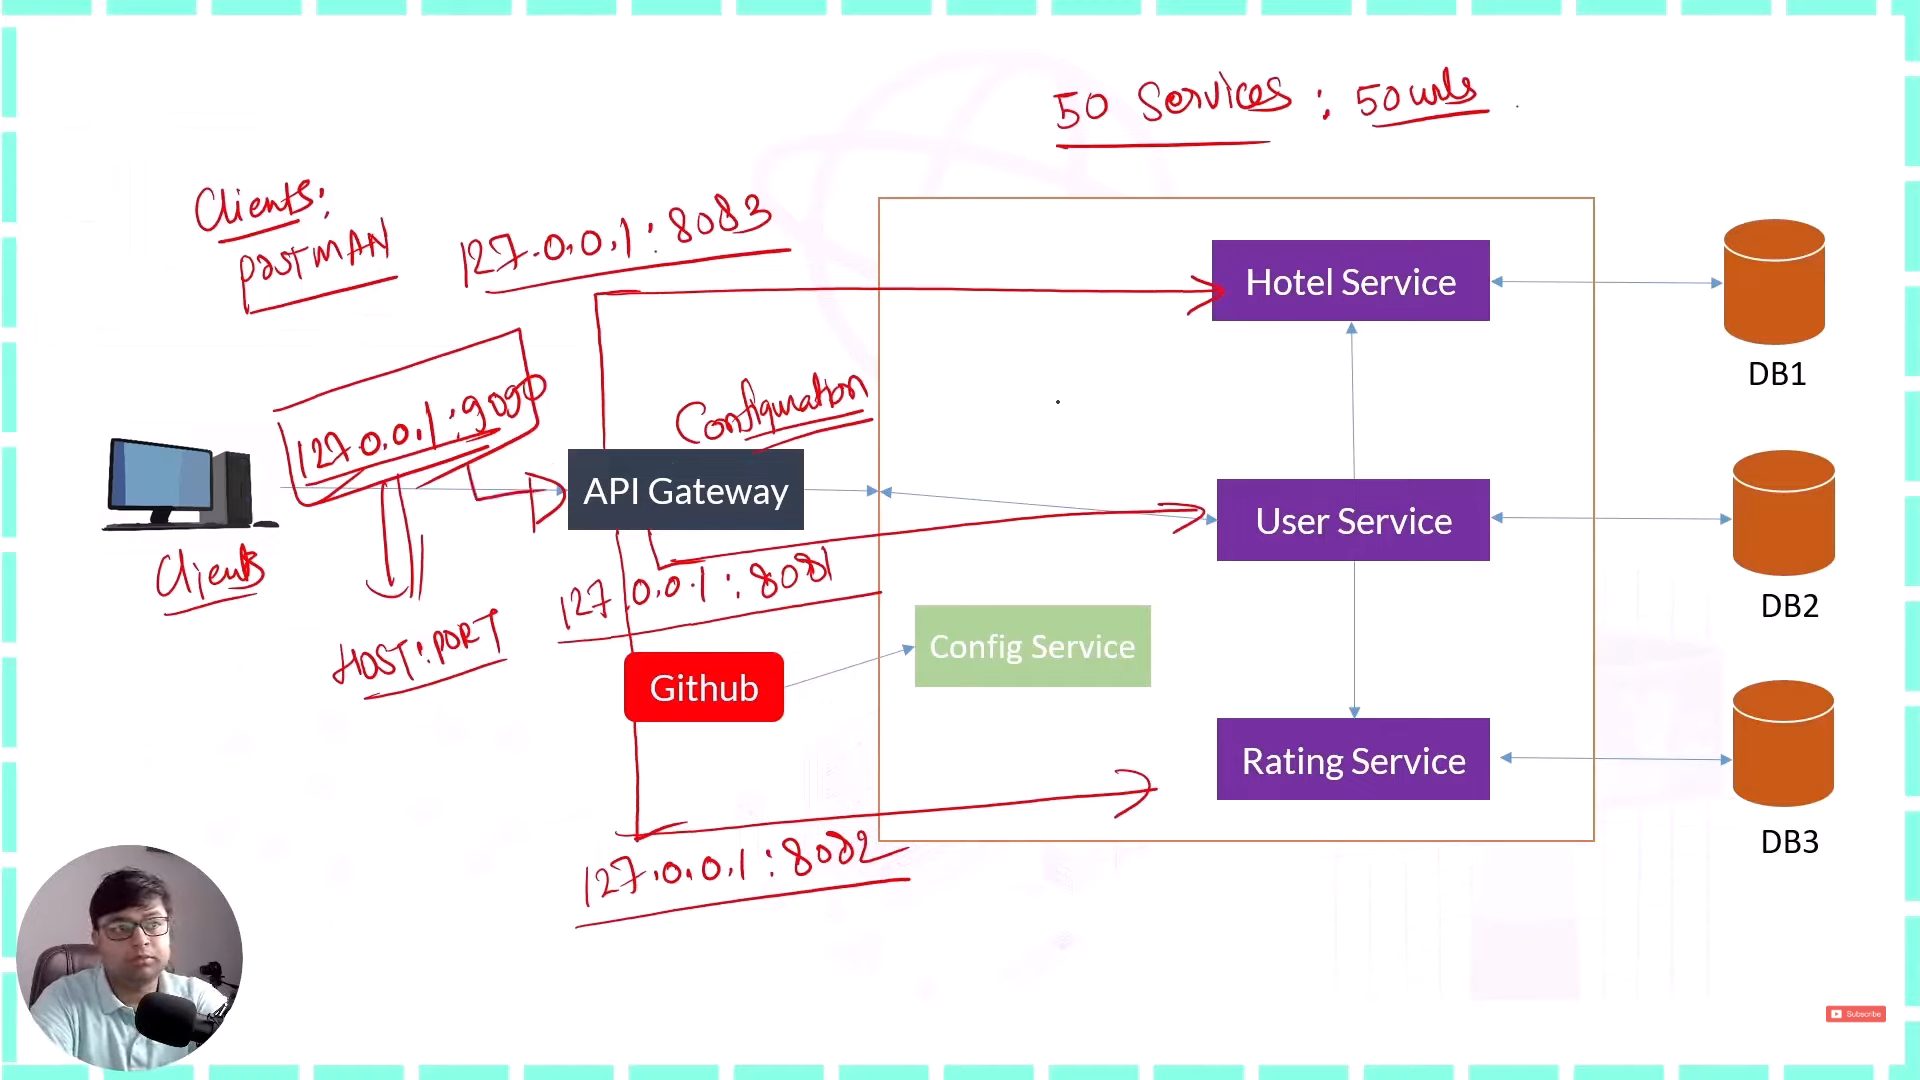 50 Services : 50 urls
Clients:
POSTMAN
127.0.0.1:8083
Hotel Service
DB1
Configuration
127.0.0.1:9090
API Gateway
User Service
Clients
127.0.0.1:8081
DB2
HOST:PORT
Config Service
Github
Rating Service
DB3
127.0.0.1:8082
Subscribe